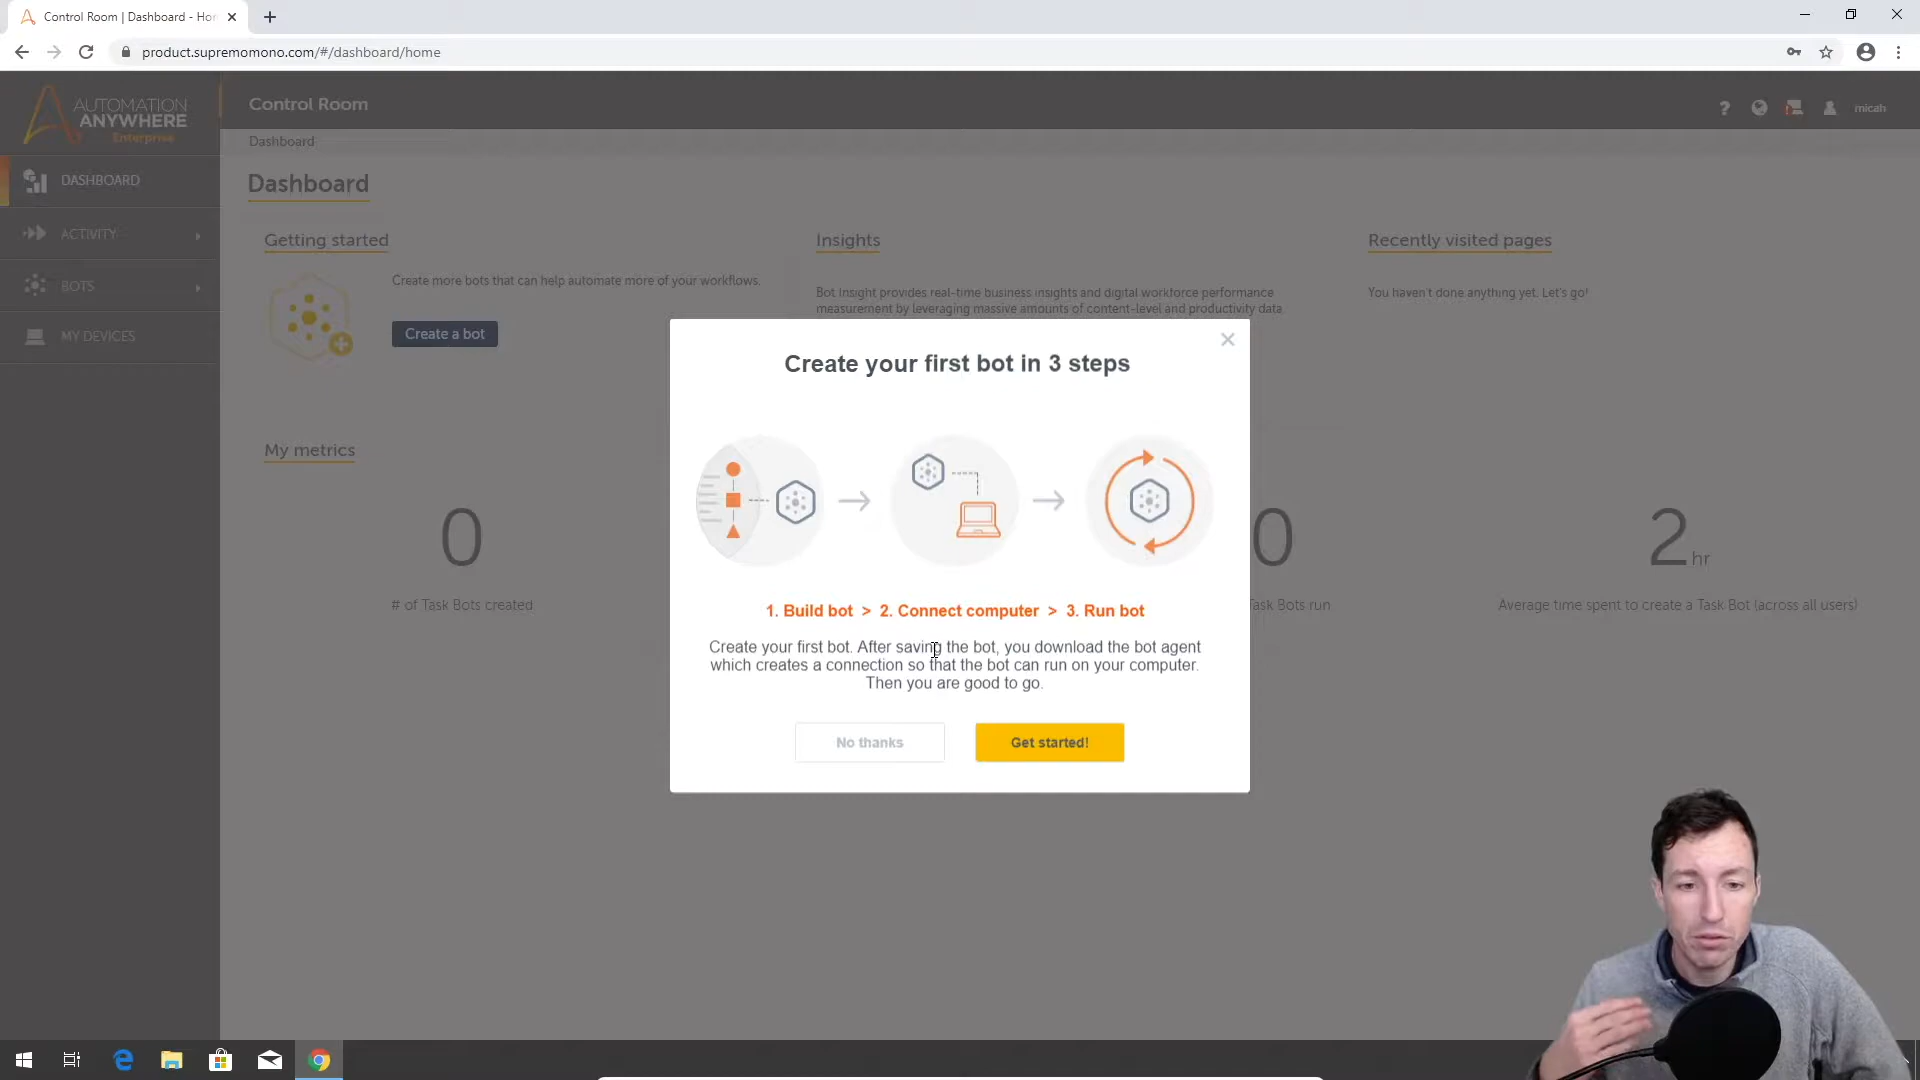 Control Room | Dashboard - Hor
product.supremomono.com/#/dashboard/home
AUTOMATION
ANYWHERE
Enterprise
Control Room
micah
Dashboard
DASHBOARD
ACTIVITY
BOTS
MY DEVICES
Dashboard
Getting started
Create more bots that can help automate more of your workflows.
Create a bot
Insights
Bot Insight provides real-time business insights and digital workforce performance
measurement by leveraging massive amounts of content-level and productivity data
Recently visited pages
You haven't done anything yet. Let's go!
My metrics
0
# of Task Bots created
0
Task Bots run
2 hr
Average time spent to create a Task Bot (across all users)
Create your first bot in 3 steps
1. Build bot > 2. Connect computer > 3. Run bot
Create your first bot. After saving the bot, you download the bot agent
which creates a connection so that the bot can run on your computer.
Then you are good to go.
No thanks
Get started!